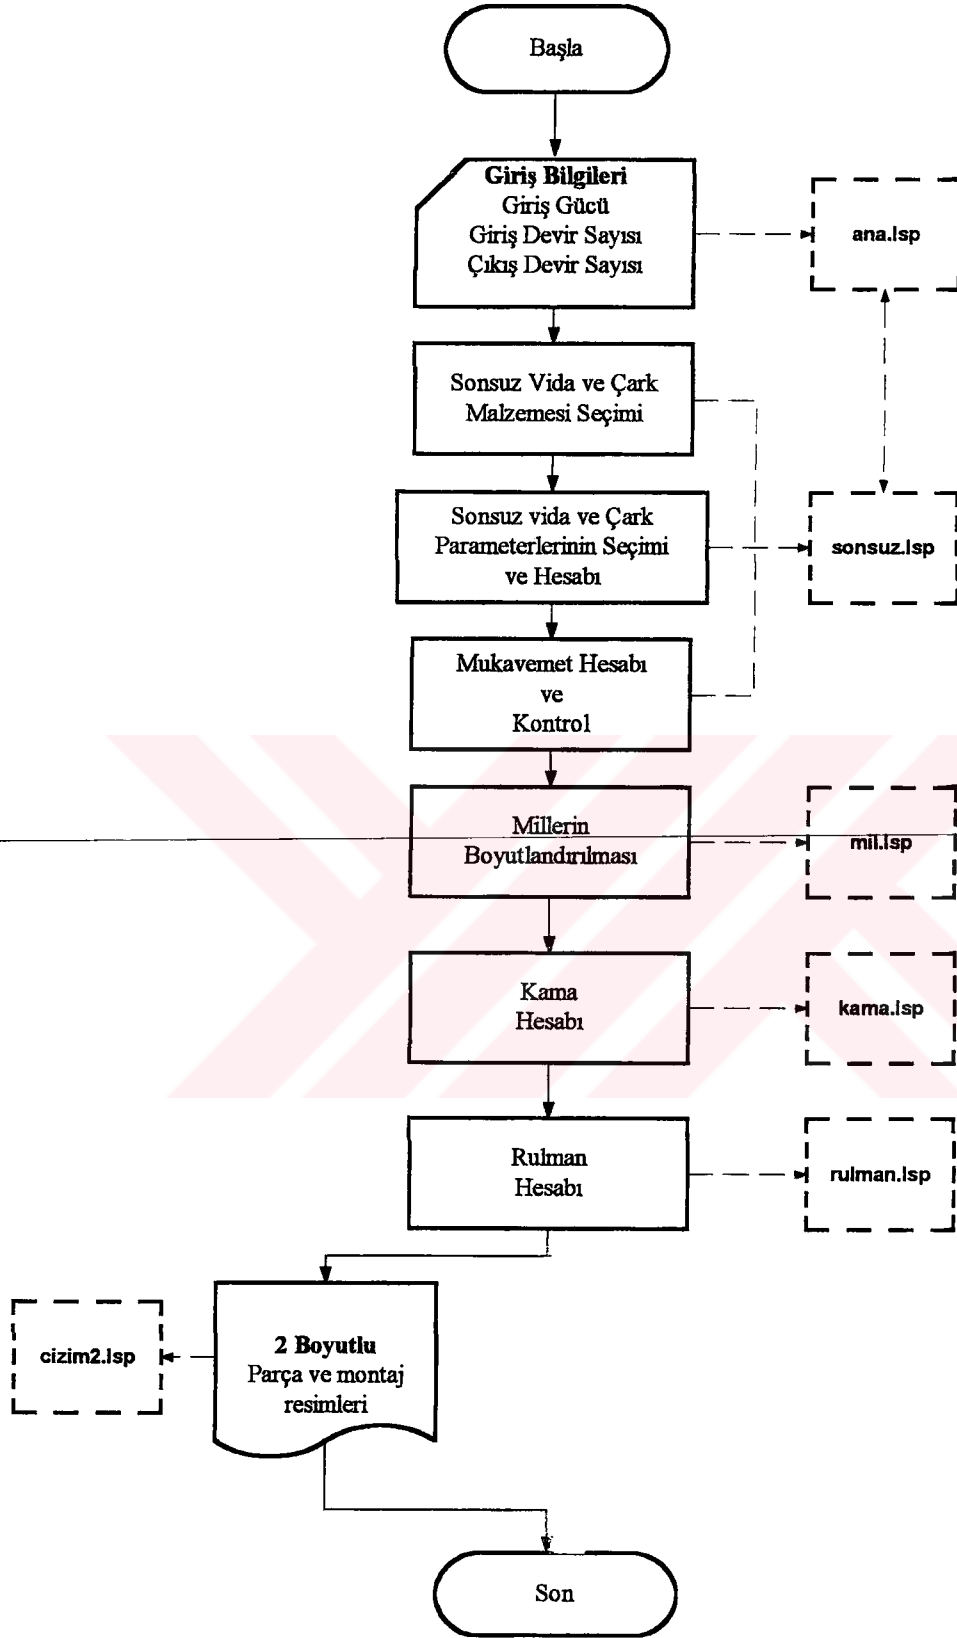 Başla
Giriş Bilgileri
Giriş Gücü
Giriş Devir Sayısı
Çıkış Devir Sayısı
ana.lsp
Sonsuz Vida ve Çark
Malzemesi Seçimi
Sonsuz vida ve Çark
Parameterlerinin Seçimi
ve Hesabı
sonsuz.lsp
Mukavemet Hesabı
ve
Kontrol
Millerin
Boyutlandırılması
mil.lsp
Kama
Hesabı
kama.lsp
Rulman
Hesabı
rulman.lsp
2 Boyutlu
Parça ve montaj
resimleri
cizim2.lsp
Son